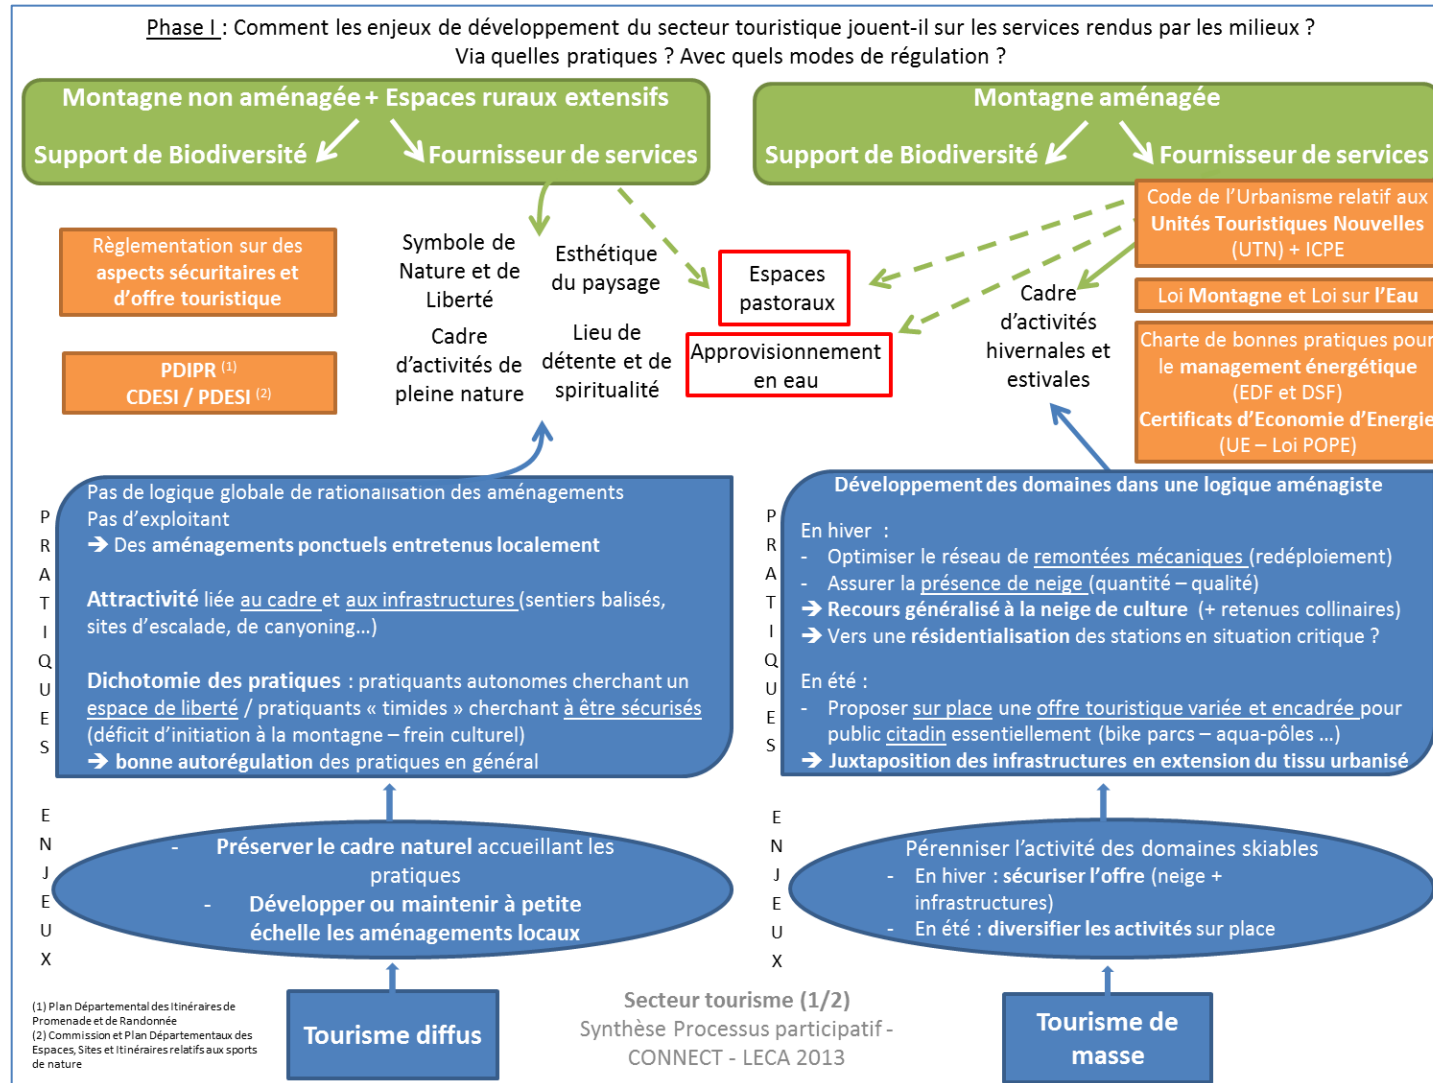 Phase I : Comment les enjeux de développement du secteur touristique jouent-il sur les services rendus par les milieux ?
Via quelles pratiques ? Avec quels modes de régulation ?
Montagne non aménagée + Espaces ruraux extensifs
Support de Biodiversité
Fournisseur de services
Montagne aménagée
Support de Biodiversité
Fournisseur de services
Règlementation sur des
aspects sécuritaires et
d'offre touristique
PDIPR (1)
CDESI / PDESI (2)
Symbole de
Nature et de
Liberté
Esthétique
du paysage
Cadre
d'activités de
pleine nature
Lieu de
détente et de
spiritualité
Espaces
pastoraux
Approvisionnement
en eau
Cadre
d'activités
hivernales et
estivales
Code de l'Urbanisme relatif aux
Unités Touristiques Nouvelles
(UTN) + ICPE
Loi Montagne et Loi sur l'Eau
Charte de bonnes pratiques pour
le management énergétique
(EDF et DSF)
Certificats d'Economie d'Energie
(UE – Loi POPE)
PRATIQUES
Pas de logique globale de rationalisation des aménagements
Pas d'exploitant
➔ Des aménagements ponctuels entretenus localement
Attractivité liée au cadre et aux infrastructures (sentiers balisés,
sites d'escalade, de canyoning…)
Dichotomie des pratiques : pratiquants autonomes cherchant un
espace de liberté / pratiquants « timides » cherchant à être sécurisés
(déficit d'initiation à la montagne – frein culturel)
➔ bonne autorégulation des pratiques en général
PRATIQUES
Développement des domaines dans une logique aménagiste
En hiver :
- Optimiser le réseau de remontées mécaniques (redéploiement)
- Assurer la présence de neige (quantité – qualité)
➔ Recours généralisé à la neige de culture (+ retenues collinaires)
➔ Vers une résidentialisation des stations en situation critique ?
En été :
- Proposer sur place une offre touristique variée et encadrée pour
public citadin essentiellement (bike parcs – aqua-pôles …)
➔ Juxtaposition des infrastructures en extension du tissu urbanisé
ENJEUX
- Préserver le cadre naturel accueillant les
pratiques
- Développer ou maintenir à petite
échelle les aménagements locaux
ENJEUX
Pérenniser l'activité des domaines skiables
- En hiver : sécuriser l'offre (neige +
infrastructures)
- En été : diversifier les activités sur place
(1) Plan Départemental des Itinéraires de
Promenade et de Randonnée
(2) Commission et Plan Départementaux des
Espaces, Sites et Itinéraires relatifs aux sports
de nature
Tourisme diffus
Secteur tourisme (1/2)
Synthèse Processus participatif -
CONNECT - LECA 2013
Tourisme de
masse